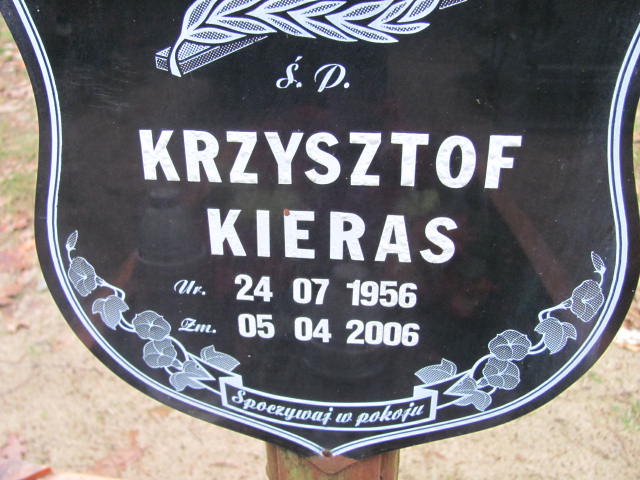 Ś. P.
KRZYSZTOF
KIERAS
Ur. 24 07 1956
Zm. 05 04 2006
Spoczywaj w pokoju